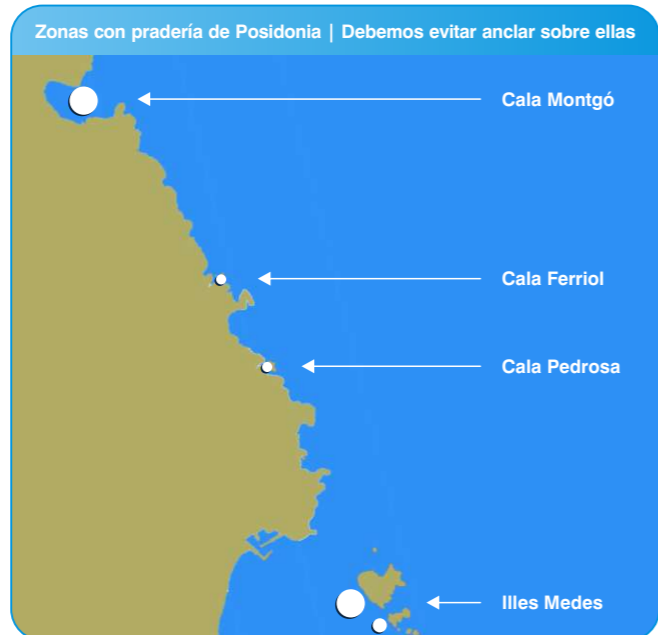 Zonas con pradería de Posidonia | Debemos evitar anclar sobre ellas
Cala Montgó
Cala Ferriol
Cala Pedrosa
Illes Medes